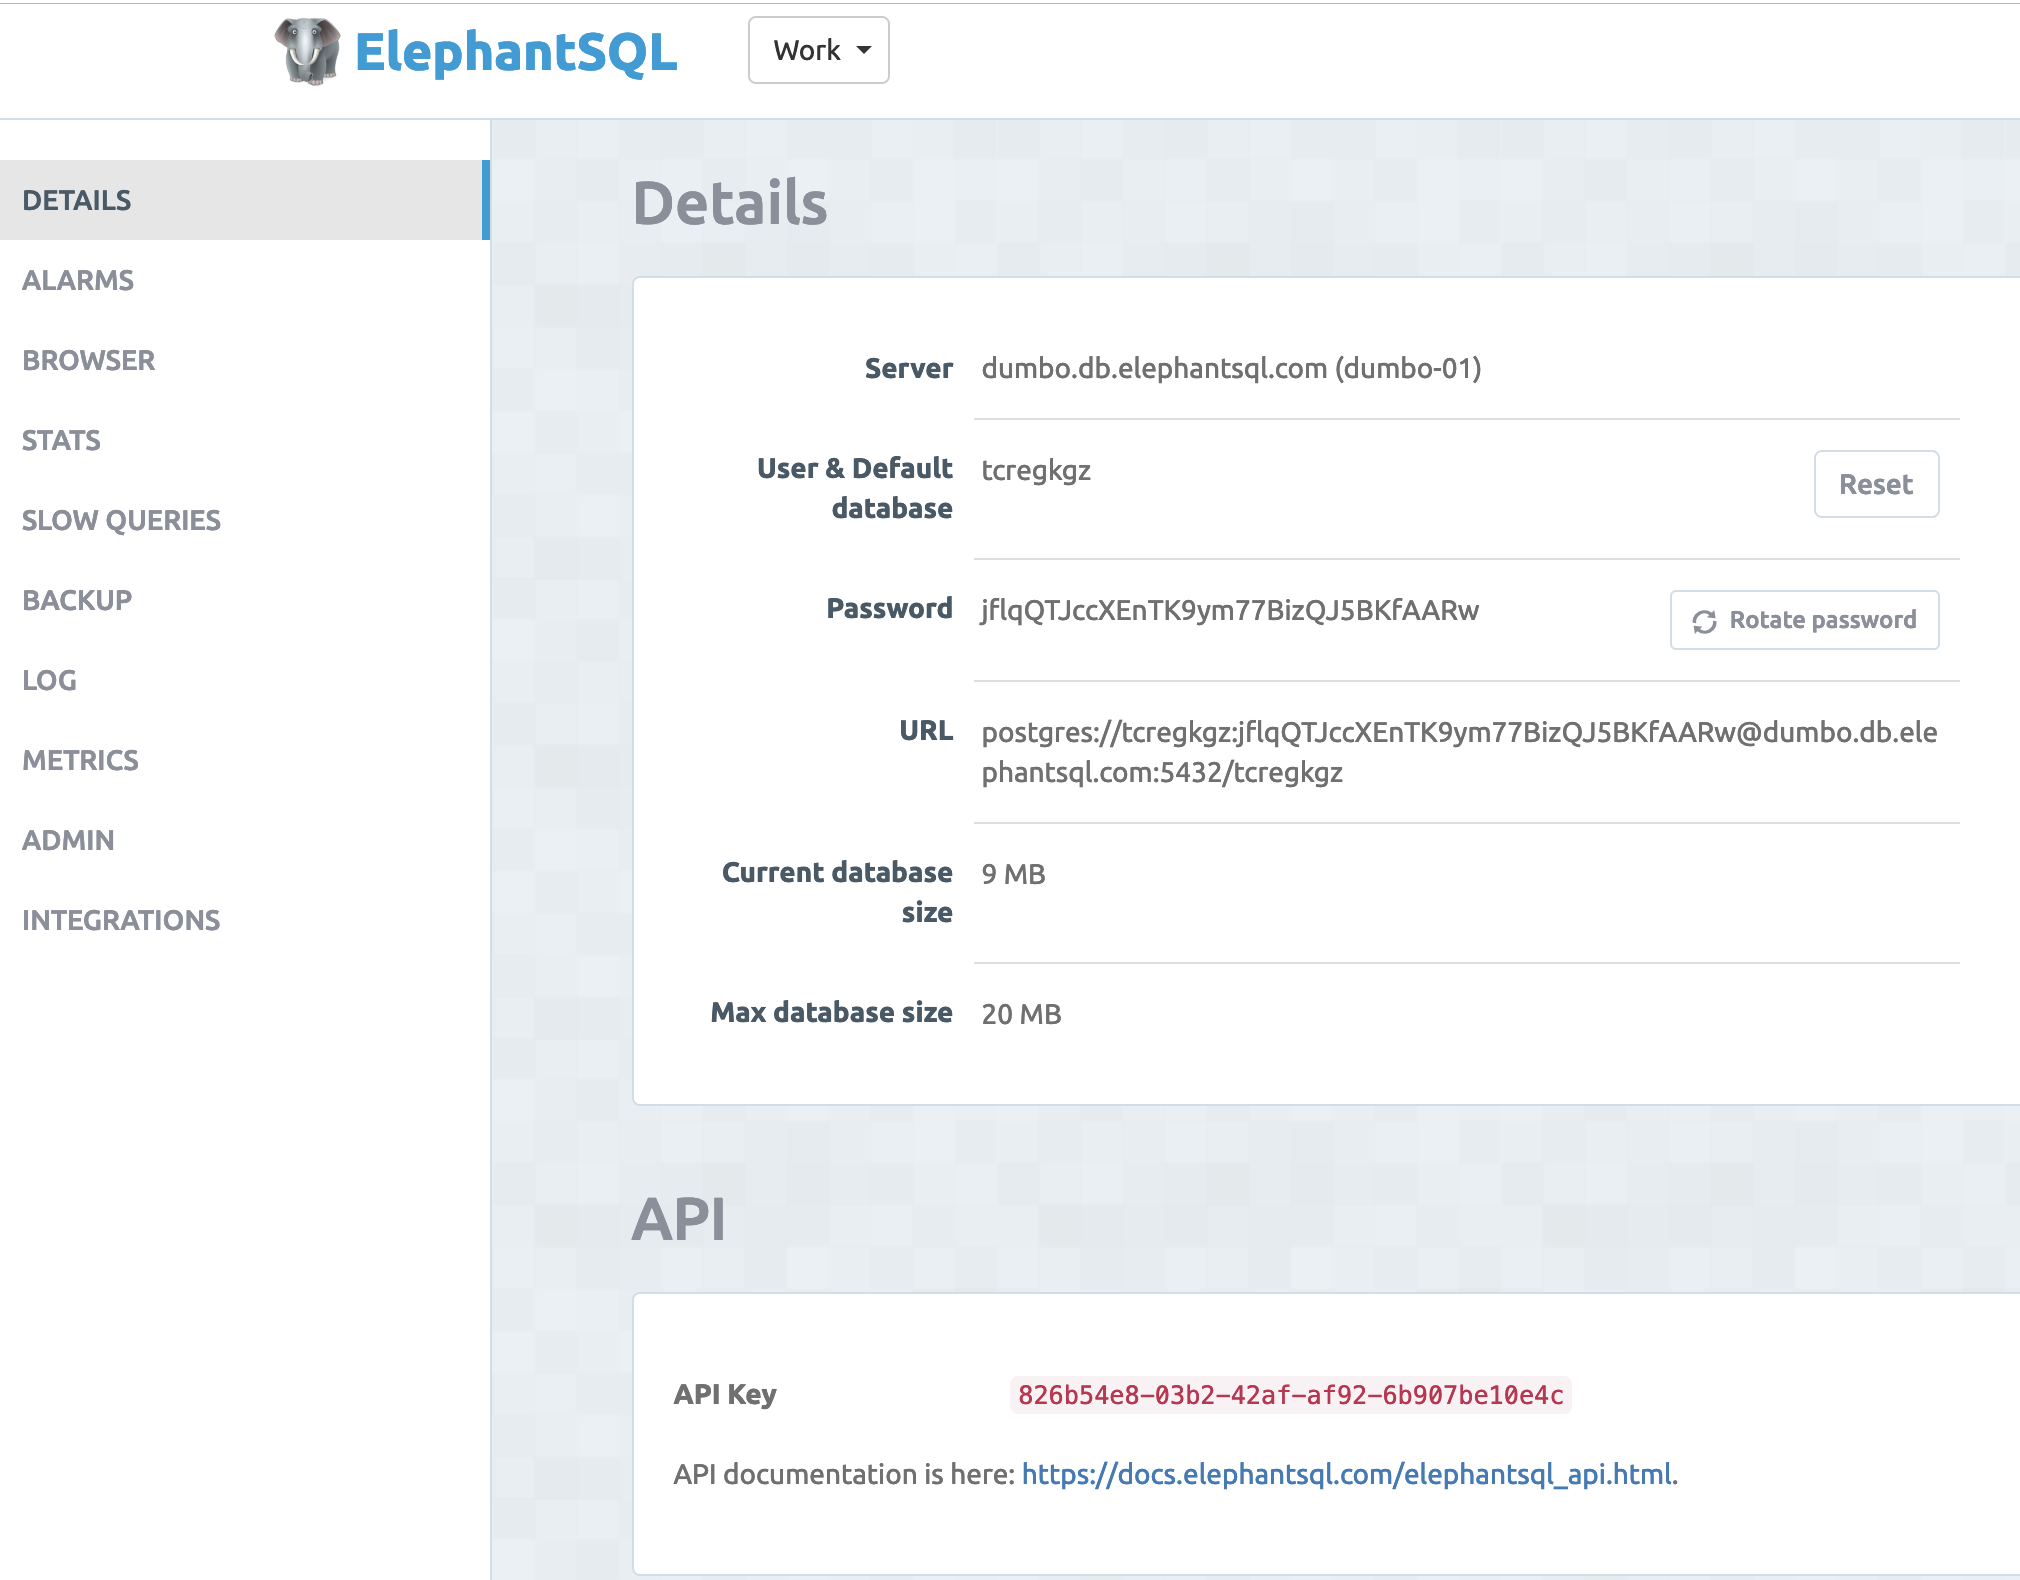 ElephantSQL
Work
DETAILS
ALARMS
BROWSER
STATS
SLOW QUERIES
BACKUP
LOG
METRICS
ADMIN
INTEGRATIONS
Details
Server dumbo.db.elephantsql.com (dumbo-01)
User & Default
database
tcregkgz
Reset
Password jflqQTJccXEnTK9ym77BizQJ5BKfAARw
Rotate password
URL postgres://tcregkgz:jflqQTJccXEnTK9ym77BizQJ5BKfAARw@dumbo.db.ele
phantsql.com:5432/tcregkgz
Current database
size
9 MB
Max database size 20 MB
API
API Key 826b54e8-03b2-42af-af92-6b907be10e4c
API documentation is here: https://docs.elephantsql.com/elephantsql_api.html.